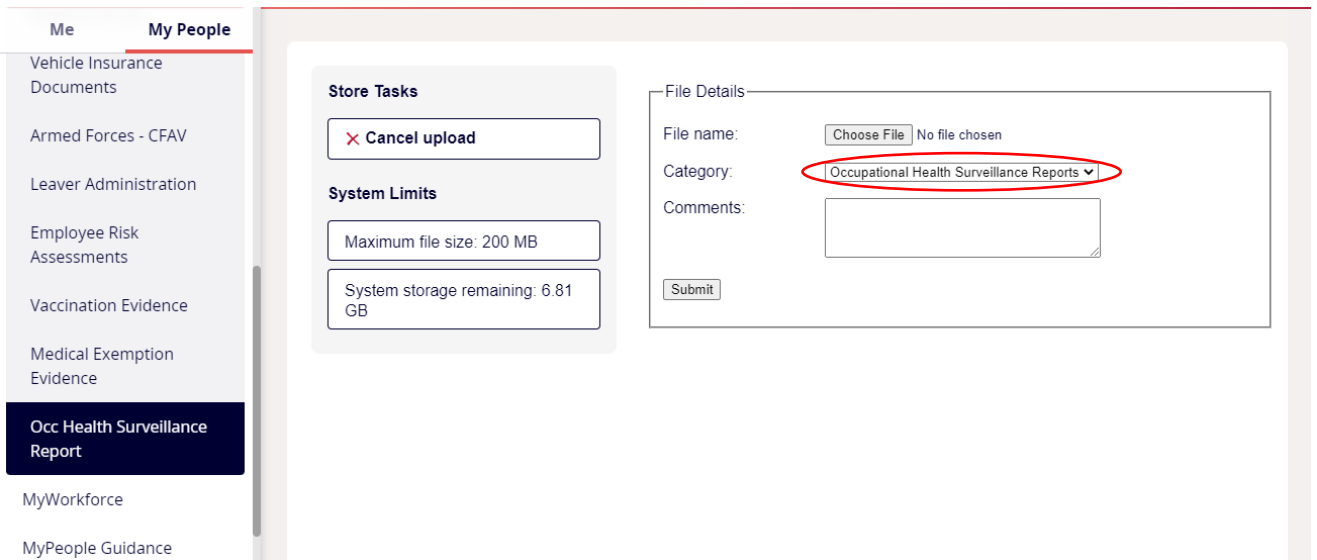 Me
My People
Vehicle Insurance
Documents
Armed Forces - CFAV
Leaver Administration
Employee Risk
Assessments
Vaccination Evidence
Medical Exemption
Evidence
Occ Health Surveillance
Report
MyWorkforce
MyPeople Guidance
Store Tasks
Cancel upload
System Limits
Maximum file size: 200 MB
System storage remaining: 6.81
GB
File Details
File name:
Choose File No file chosen
Category:
Occupational Health Surveillance Reports
Comments:
Submit